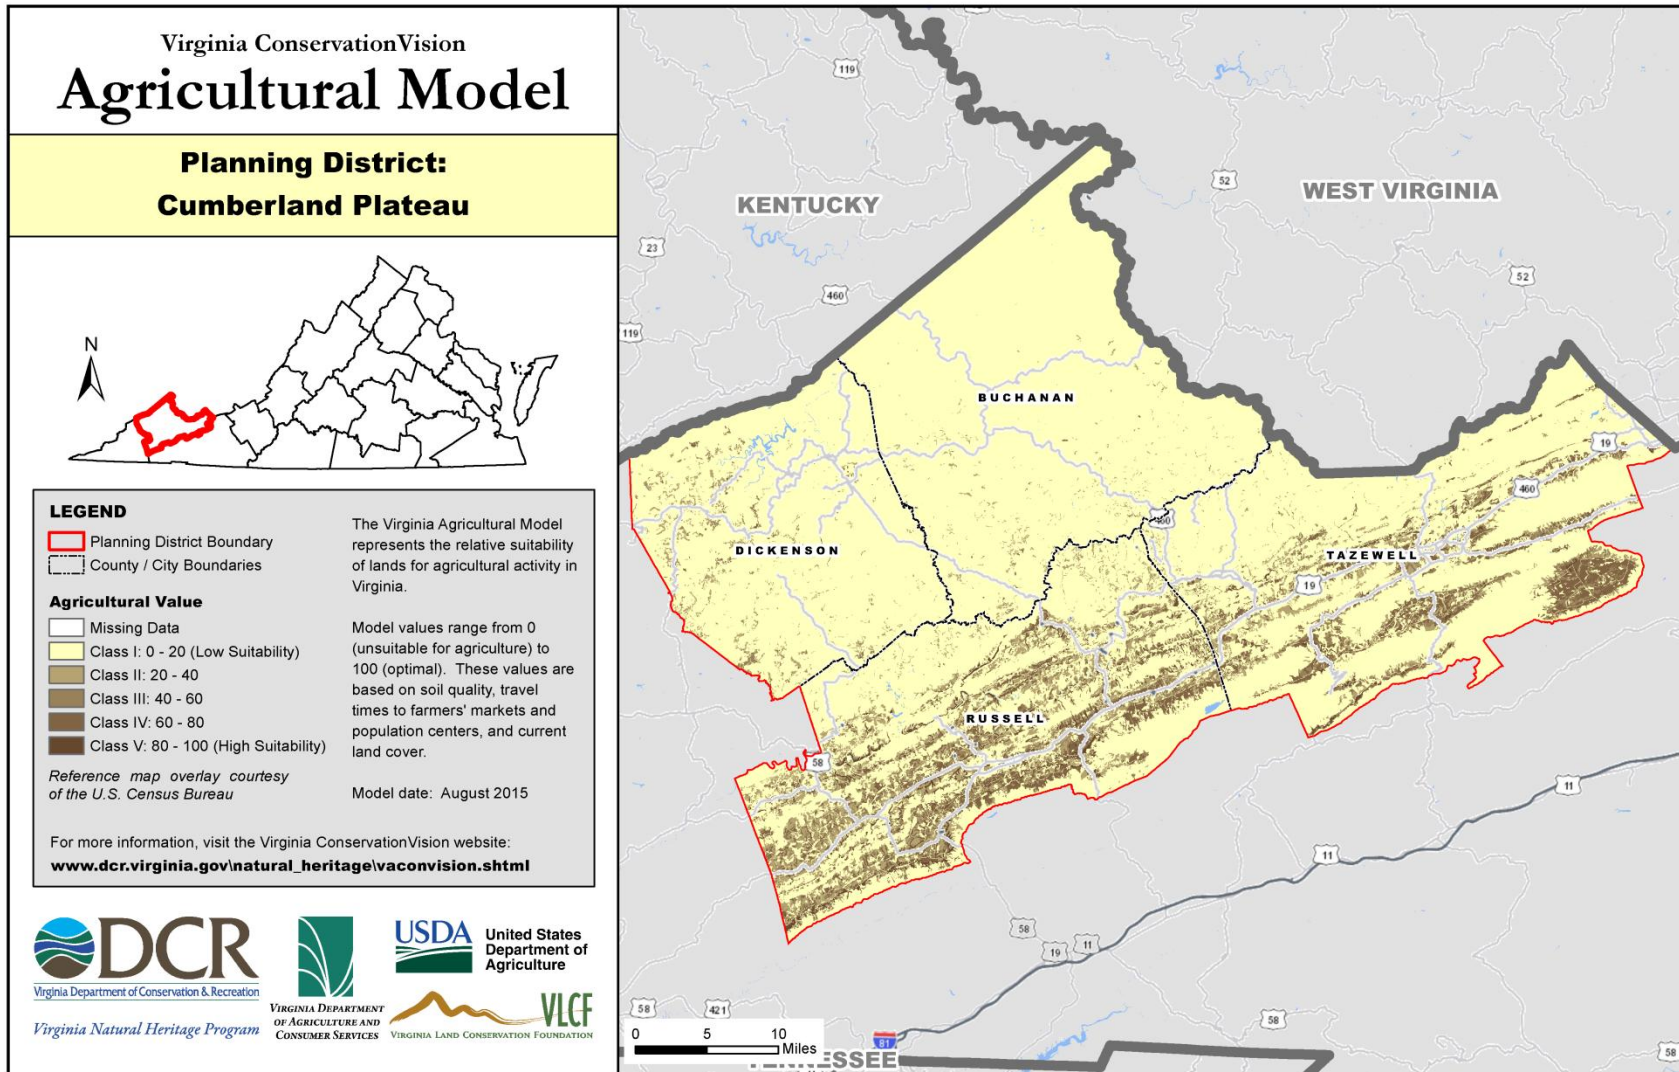 Virginia ConservationVision
Agricultural Model
Planning District:
Cumberland Plateau
N
LEGEND
Planning District Boundary
County / City Boundaries
Agricultural Value
Missing Data
Class I: 0 - 20 (Low Suitability)
Class II: 20 - 40
Class III: 40 - 60
Class IV: 60 - 80
Class V: 80 - 100 (High Suitability)
Reference map overlay courtesy
of the U.S. Census Bureau
The Virginia Agricultural Model
represents the relative suitability
of lands for agricultural activity in
Virginia.
Model values range from 0
(unsuitable for agriculture) to
100 (optimal). These values are
based on soil quality, travel
times to farmers' markets and
population centers, and current
land cover.
Model date: August 2015
For more information, visit the Virginia ConservationVision website:
www.dcr.virginia.gov\natural_heritage\vaconvision.shtml
DCR
Virginia Department of Conservation & Recreation
Virginia Natural Heritage Program
VIRGINIA DEPARTMENT
OF AGRICULTURE AND
CONSUMER SERVICES
USDA
United States
Department of
Agriculture
VLCF
VIRGINIA LAND CONSERVATION FOUNDATION
119
52
KENTUCKY
WEST VIRGINIA
23
52
460
119
BUCHANAN
19
460
460
DICKENSON
TAZEWELL
19
RUSSELL
58
11
11
58
19
11
58
421
58
81
58
0 5 10
Miles
TENNESSEE